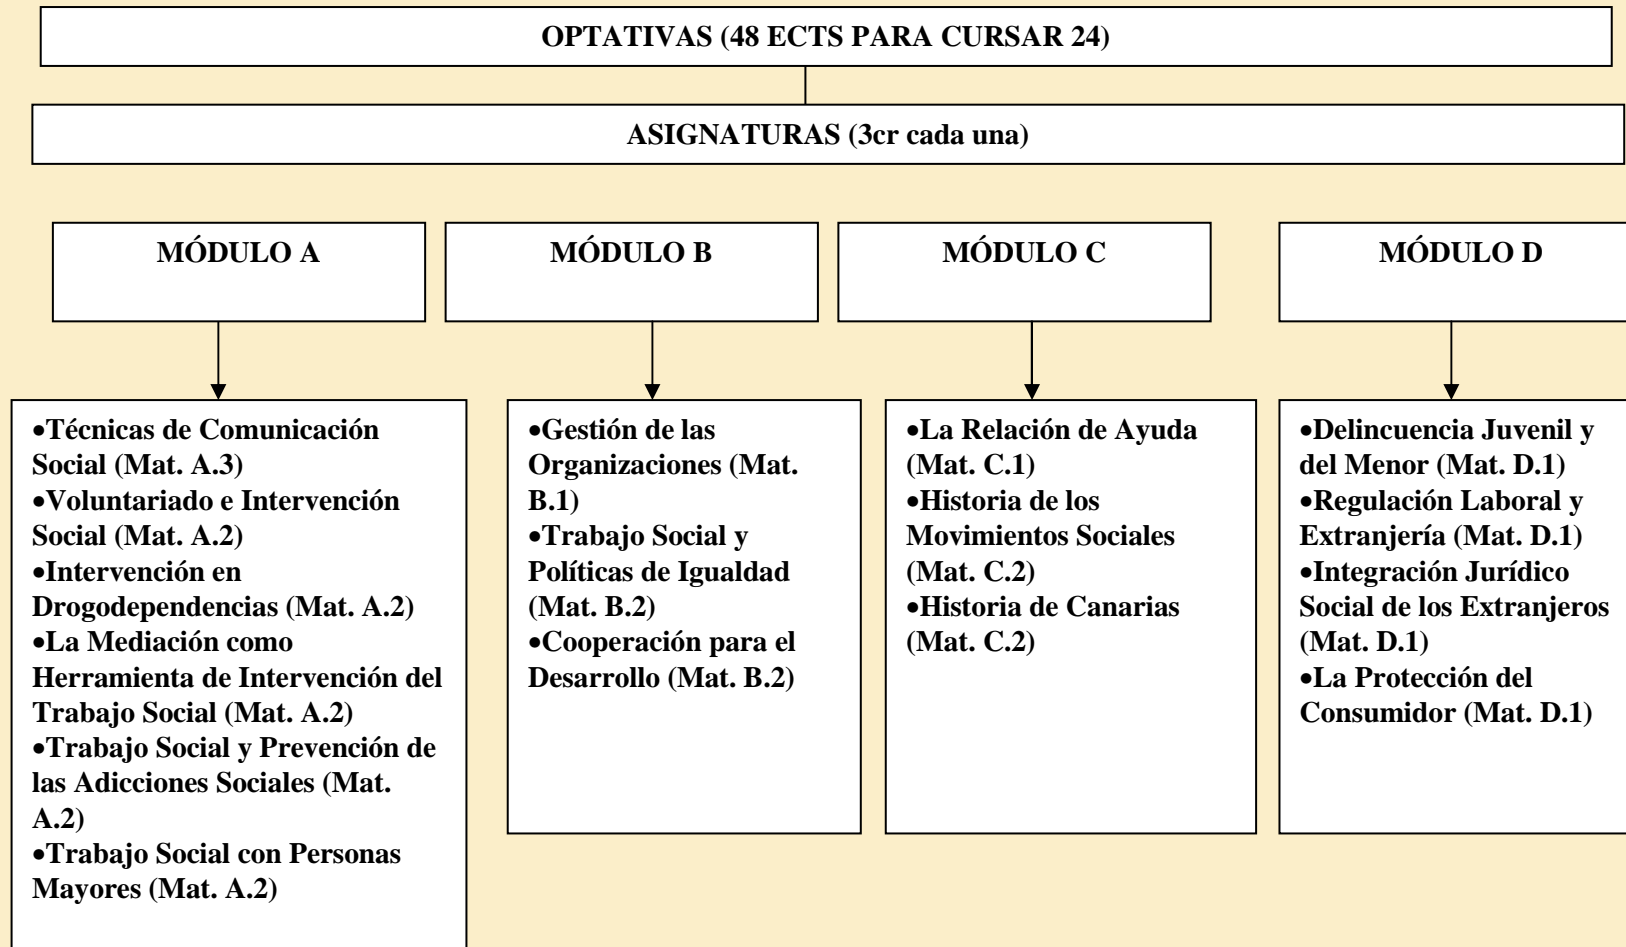 OPTATIVAS (48 ECTS PARA CURSAR 24)
ASIGNATURAS (3cr cada una)
MÓDULO A
MÓDULO B
MÓDULO C
MÓDULO D
•Técnicas de Comunicación
Social (Mat. A.3)
•Voluntariado e Intervención
Social (Mat. A.2)
•Intervención en
Drogodependencias (Mat. A.2)
•La Mediación como
Herramienta de Intervención del
Trabajo Social (Mat. A.2)
•Trabajo Social y Prevención de
las Adicciones Sociales (Mat.
A.2)
•Trabajo Social con Personas
Mayores (Mat. A.2)
•Gestión de las
Organizaciones (Mat.
B.1)
•Trabajo Social y
Políticas de Igualdad
(Mat. B.2)
•Cooperación para el
Desarrollo (Mat. B.2)
•La Relación de Ayuda
(Mat. C.1)
•Historia de los
Movimientos Sociales
(Mat. C.2)
•Historia de Canarias
(Mat. C.2)
•Delincuencia Juvenil y
del Menor (Mat. D.1)
•Regulación Laboral y
Extranjería (Mat. D.1)
•Integración Jurídico
Social de los Extranjeros
(Mat. D.1)
•La Protección del
Consumidor (Mat. D.1)